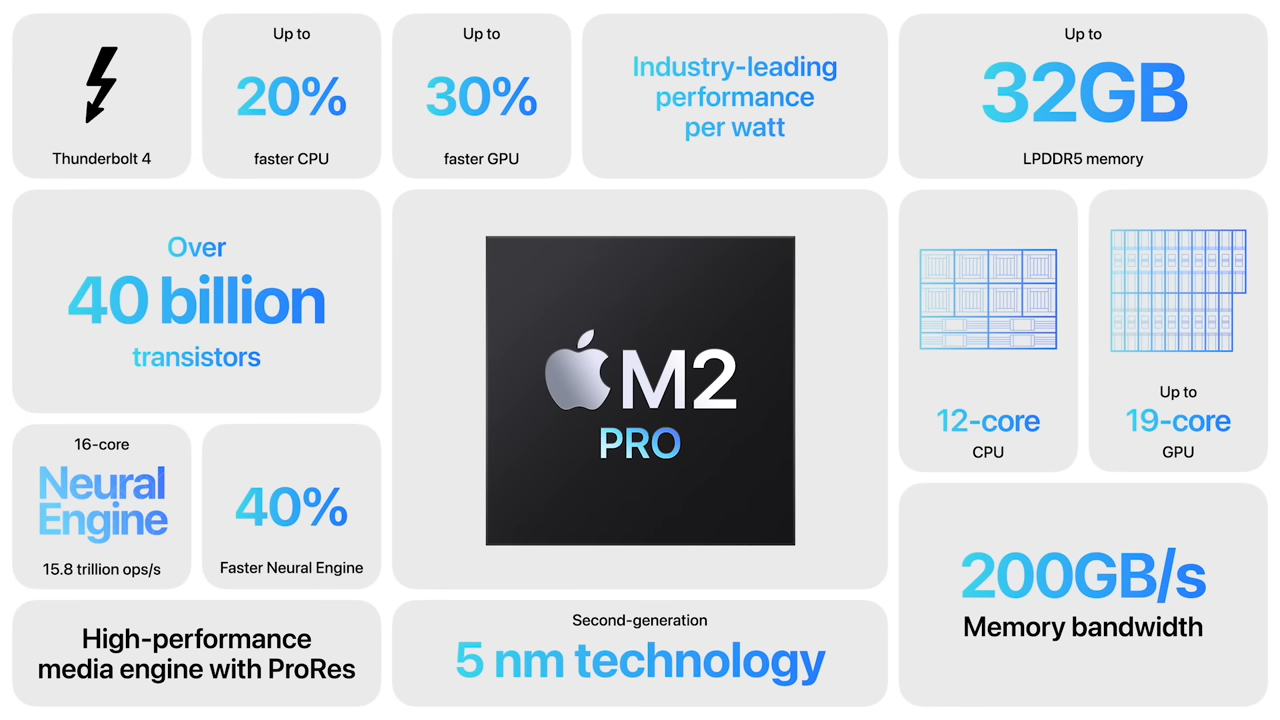 Thunderbolt 4
Up to
20%
faster CPU
Up to
30%
faster GPU
Industry-leading
performance
per watt
Up to
32GB
LPDDR5 memory
Over
40 billion
transistors
M2
PRO
12-core
CPU
Up to
19-core
GPU
16-core
Neural
Engine
15.8 trillion ops/s
40%
Faster Neural Engine
200GB/s
Memory bandwidth
High-performance
media engine with ProRes
Second-generation
5 nm technology